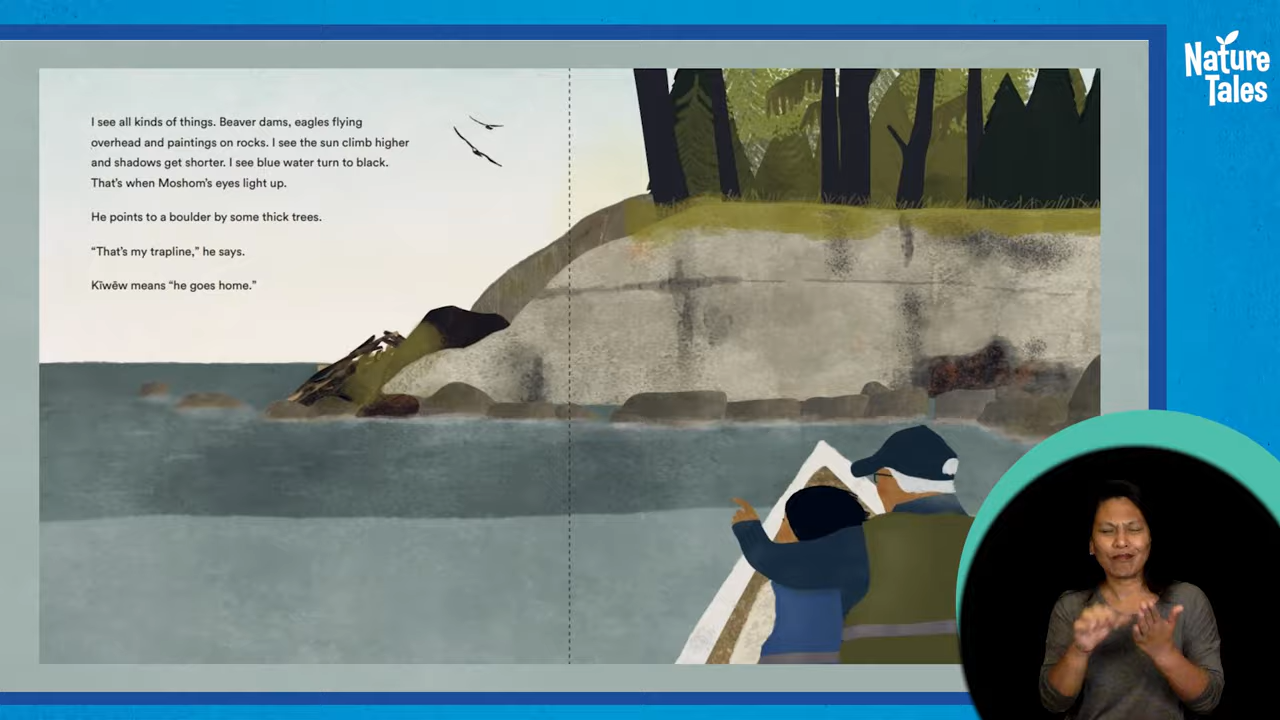 I see all kinds of things. Beaver dams, eagles flying
overhead and paintings on rocks. I see the sun climb higher
and shadows get shorter. I see blue water turn to black.
That’s when Moshom’s eyes light up.
He points to a boulder by some thick trees.
“That’s my trapline,” he says.
Kīwēw means “he goes home.”
Nature
Tales